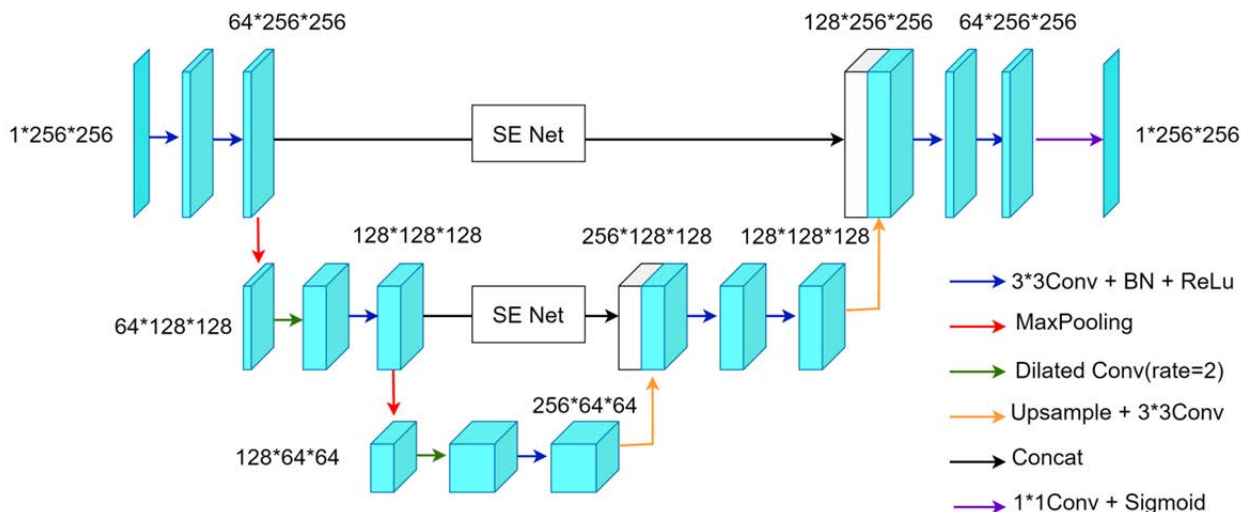 64*256*256
128*256*256
64*256*256
1*256*256
SE Net
1*256*256
128*128*128
256*128*128
128*128*128
64*128*128
SE Net
3*3Conv + BN + ReLu
MaxPooling
Dilated Conv(rate=2)
256*64*64
Upsample + 3*3Conv
128*64*64
Concat
1*1Conv + Sigmoid